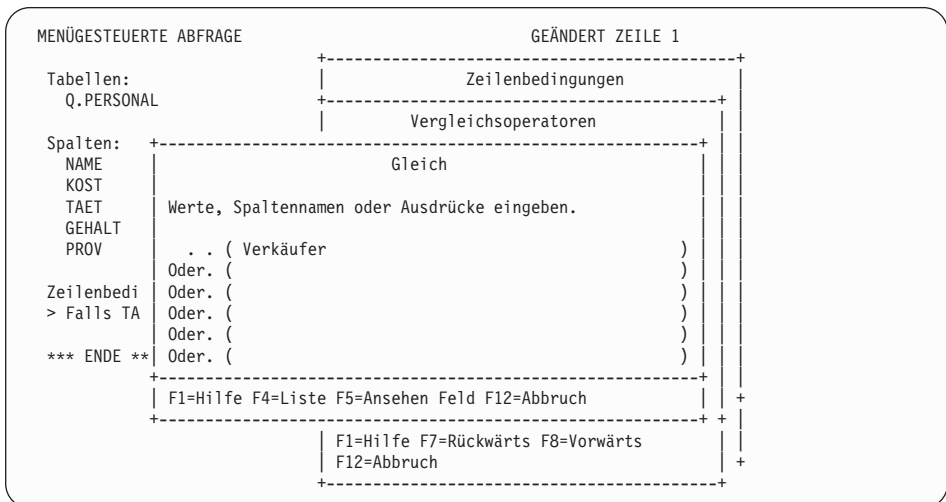 MENÜGESTEUERTE ABFRAGE GEÄNDERT ZEILE 1
Tabellen: Zeilenbedingungen
Q.PERSONAL
Vergleichsoperatoren
Spalten:
NAME Gleich
KOST
TAET Werte, Spaltennamen oder Ausdrücke eingeben.
GEHALT
PROV . . ( Verkäufer )
Oder. ( )
Zeilenbedi Oder. ( )
> Falls TA Oder. ( )
Oder. ( )
*** ENDE ** Oder. ( )
F1=Hilfe F4=Liste F5=Ansehen Feld F12=Abbruch
F1=Hilfe F7=Rückwärts F8=Vorwärts
F12=Abbruch